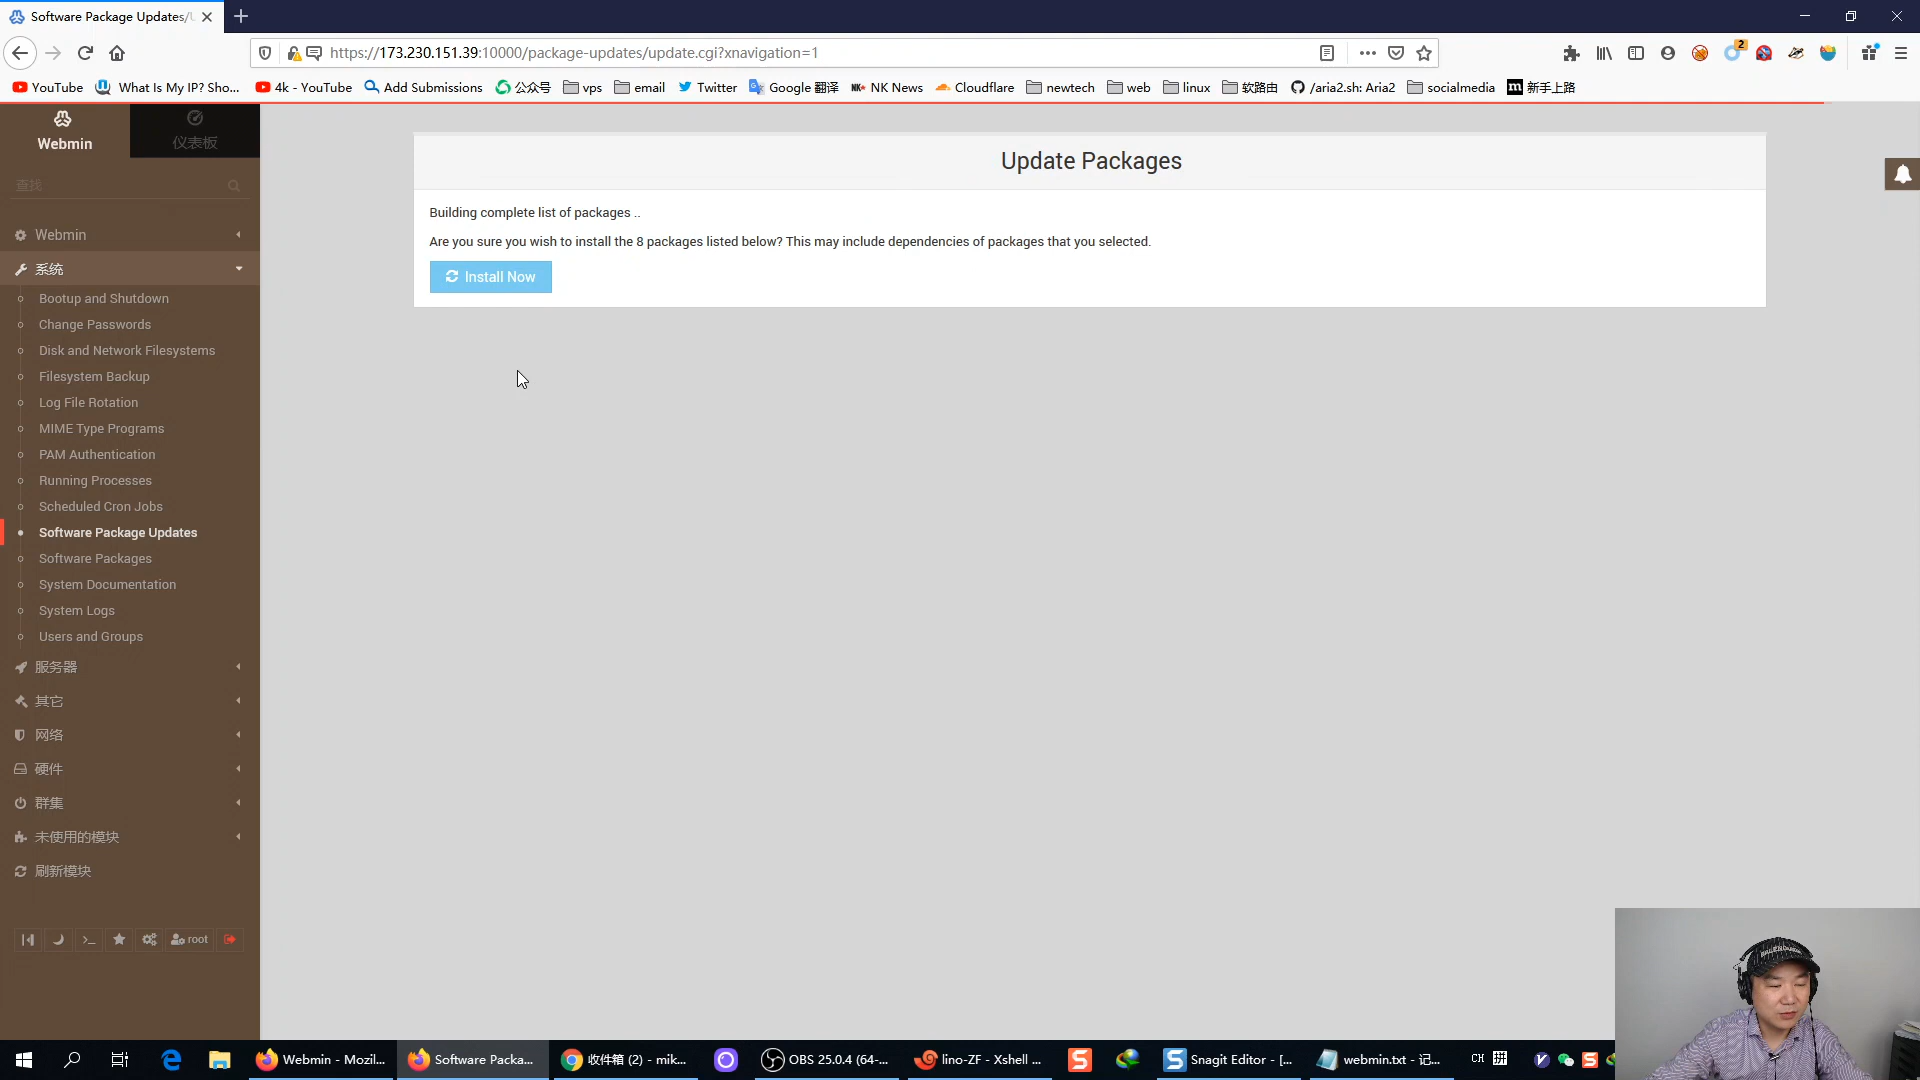 Software Package Updates/
https://173.230.151.39:10000/package-updates/update.cgi?xnavigation=1
2
YouTube
What Is My IP? Sho...
4k - YouTube
Add Submissions
公众号
vps
email
Twitter
Google 翻译
NK News
Cloudflare
newtech
web
linux
软路由
/aria2.sh: Aria2
socialmedia
新手上路
Webmin
仪表板
查找
Webmin
系统
Bootup and Shutdown
Change Passwords
Disk and Network Filesystems
Filesystem Backup
Log File Rotation
MIME Type Programs
PAM Authentication
Running Processes
Scheduled Cron Jobs
Software Package Updates
Software Packages
System Documentation
System Logs
Users and Groups
服务器
其它
网络
硬件
群集
未使用的模块
刷新模块
root
Update Packages
Building complete list of packages ..
Are you sure you wish to install the 8 packages listed below? This may include dependencies of packages that you selected.
Install Now
Webmin - Mozil...
Software Packa...
收件箱 (2) - mik...
OBS 25.0.4 (64-...
lino-ZF - Xshell ...
Snagit Editor - [...
webmin.txt - 记...
CH
拼